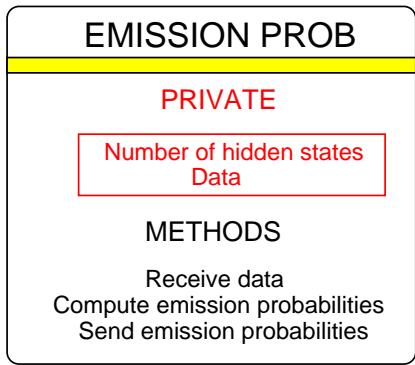 EMISSION PROB
PRIVATE
Number of hidden states
Data
METHODS
Receive data
Compute emission probabilities
Send emission probabilities